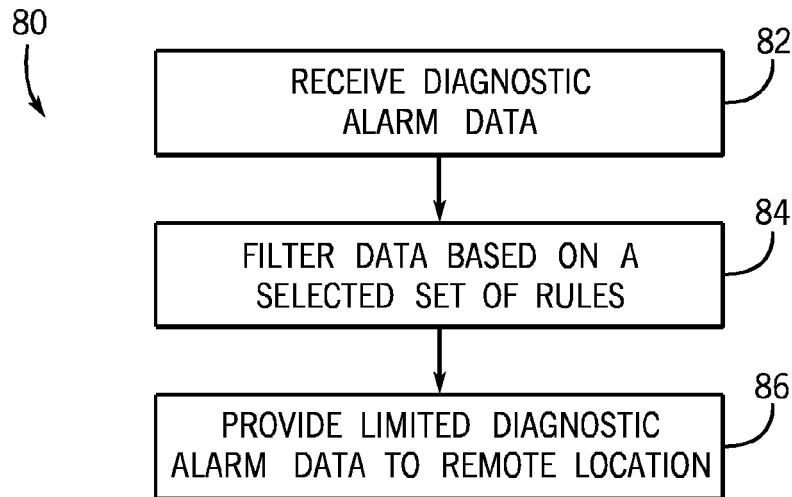 80
82
RECEIVE DIAGNOSTIC
ALARM DATA
84
FILTER DATA BASED ON A
SELECTED SET OF RULES
86
PROVIDE LIMITED DIAGNOSTIC
ALARM DATA TO REMOTE LOCATION